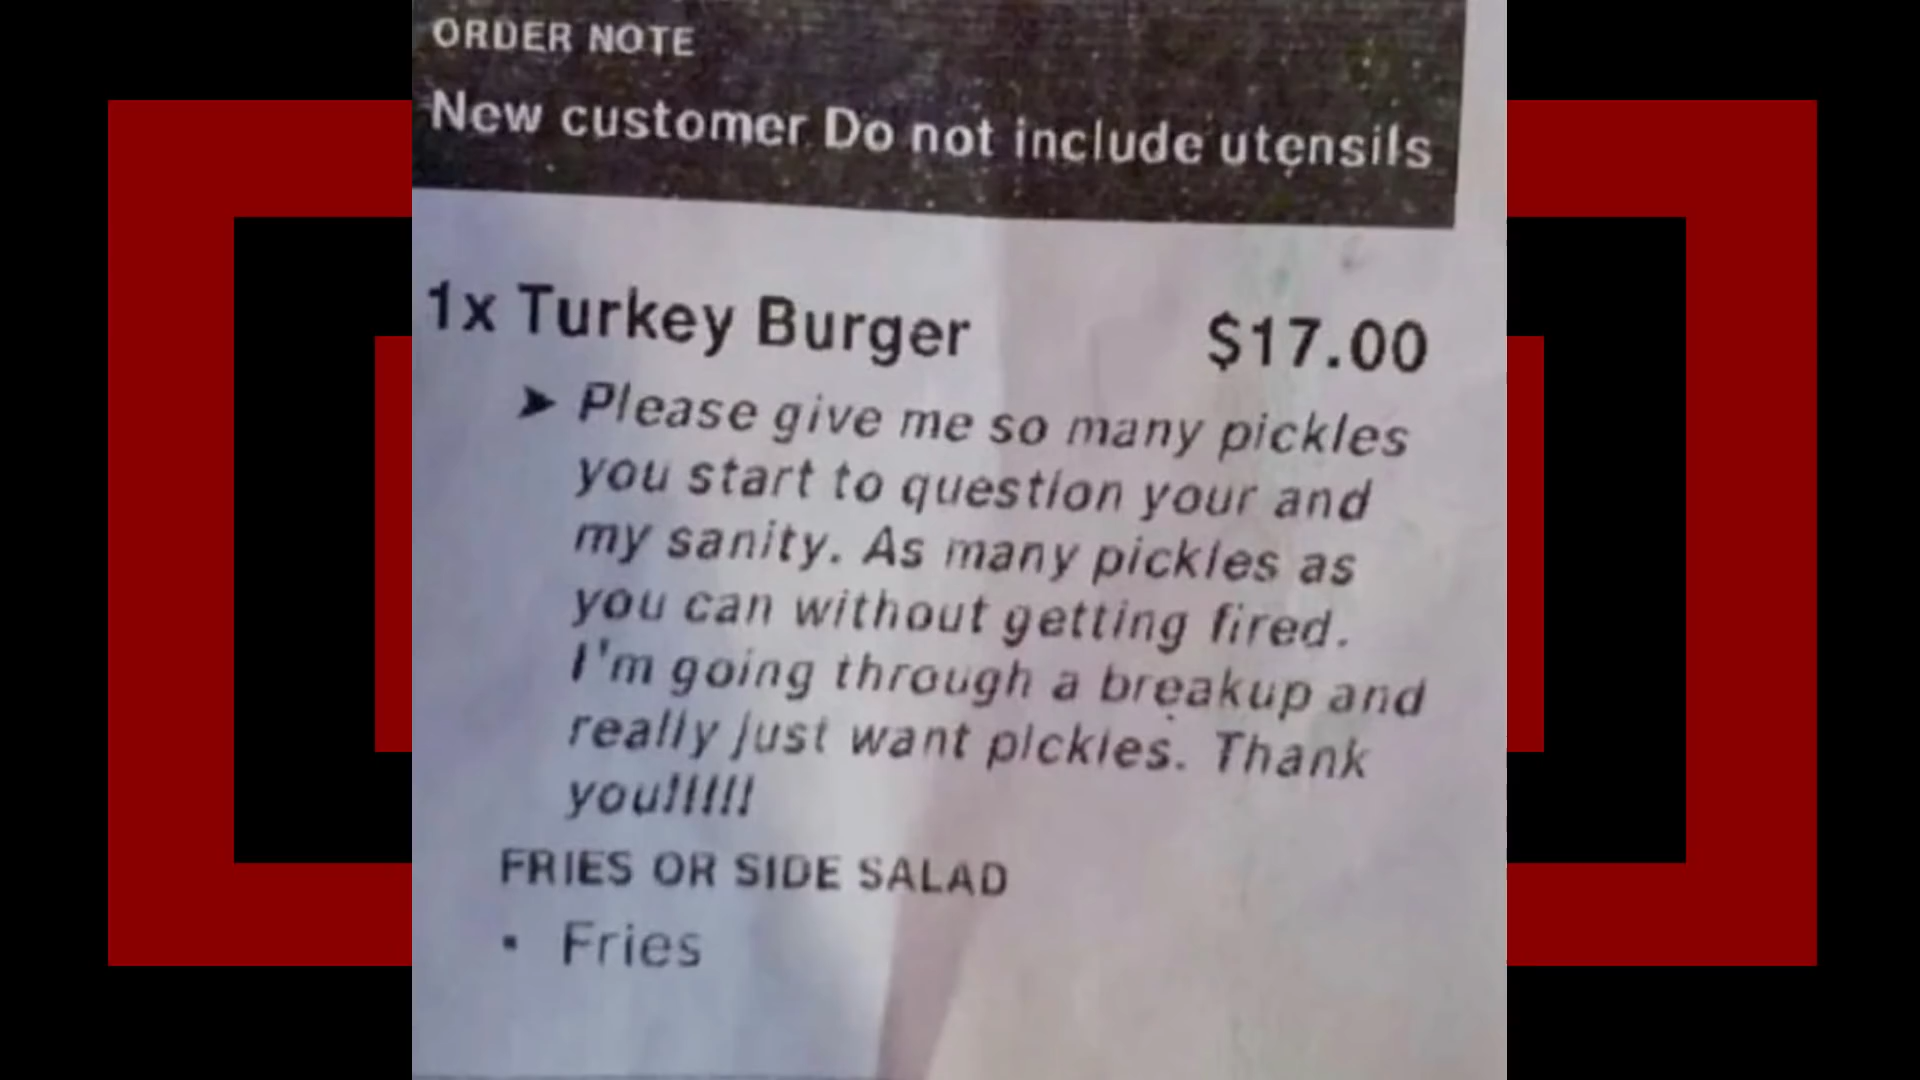 ORDER NOTE
New customer Do not include utensils
1x Turkey Burger $17.00
➤ Please give me so many pickles
you start to question your and
my sanity. As many pickles as
you can without getting fired.
I'm going through a breakup and
really just want pickles. Thank
you!!!!!!
FRIES OR SIDE SALAD
▪ Fries